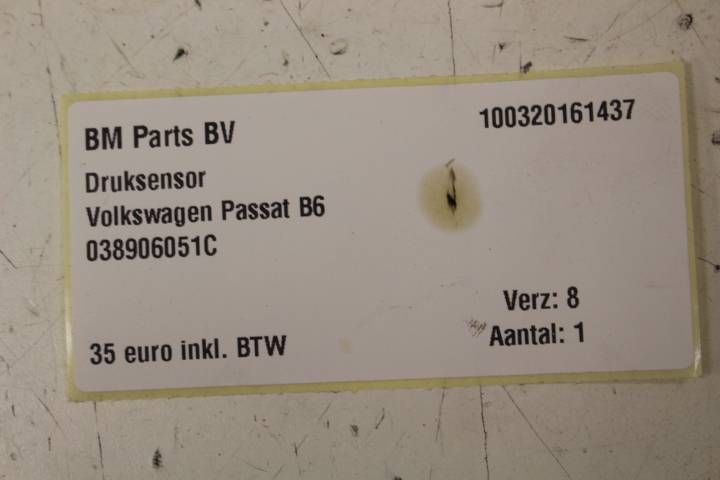 BM Parts BV
100320161437
Druksensor
Volkswagen Passat B6
038906051C
Verz: 8
35 euro inkl. BTW
Aantal: 1